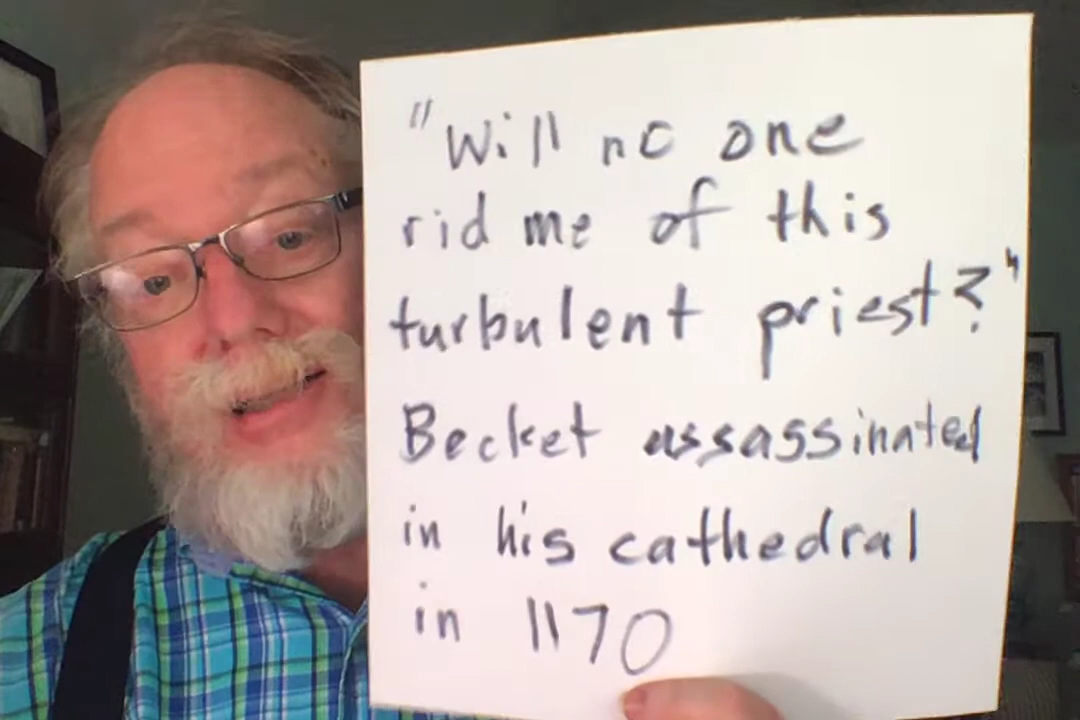 "Will no one
rid me of this
turbulent priest?"
Becket assassinated
in his cathedral
in 1170